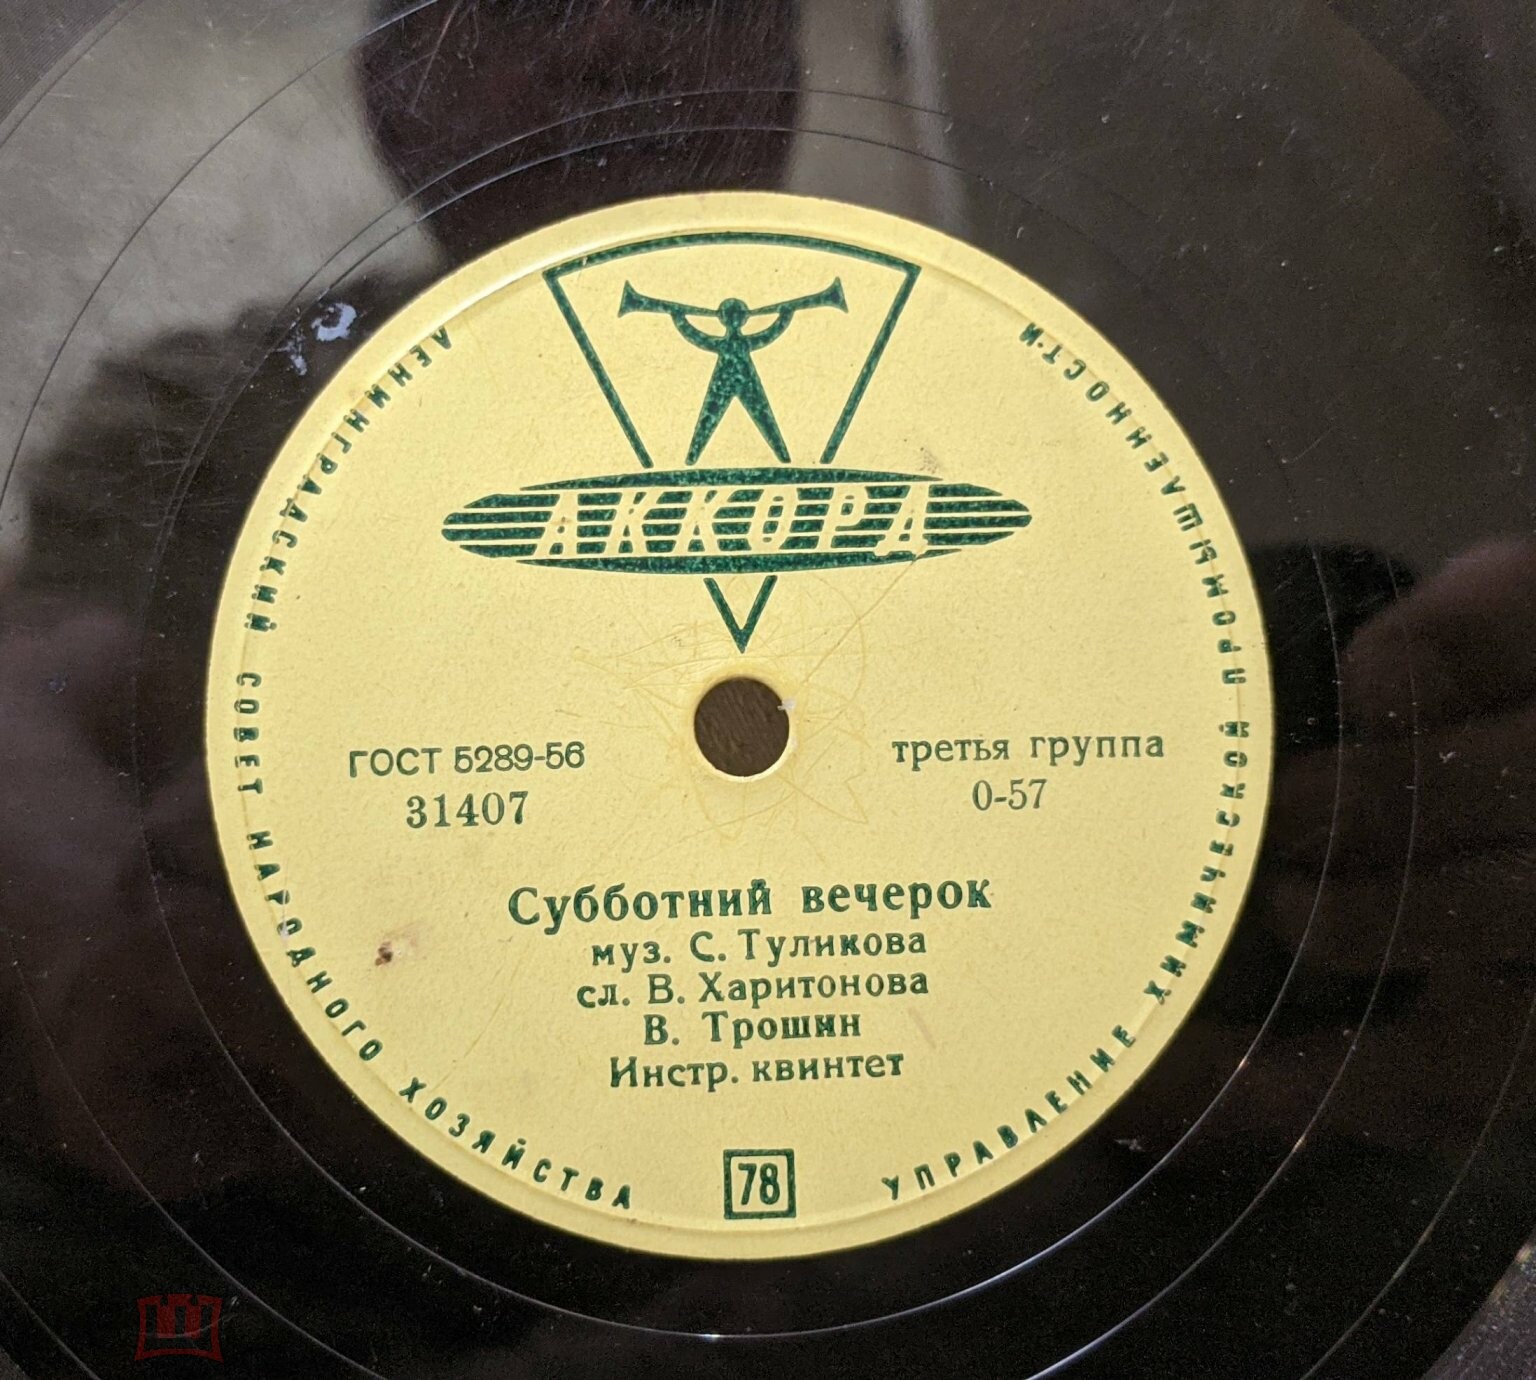 АККОРД
ЛЕНИНГРАДСКИЙ СОВЕТ НАРОДНОГО ХОЗЯЙСТВА
УПРАВЛЕНИЕ ХИМИЧЕСКОЙ ПРОМЫШЛЕННОСТИ
ГОСТ 5289-56
31407
третья группа
0-57
Субботний вечерок
муз. С. Туликова
сл. В. Харитонова
В. Трошин
Инстр. квинтет
78